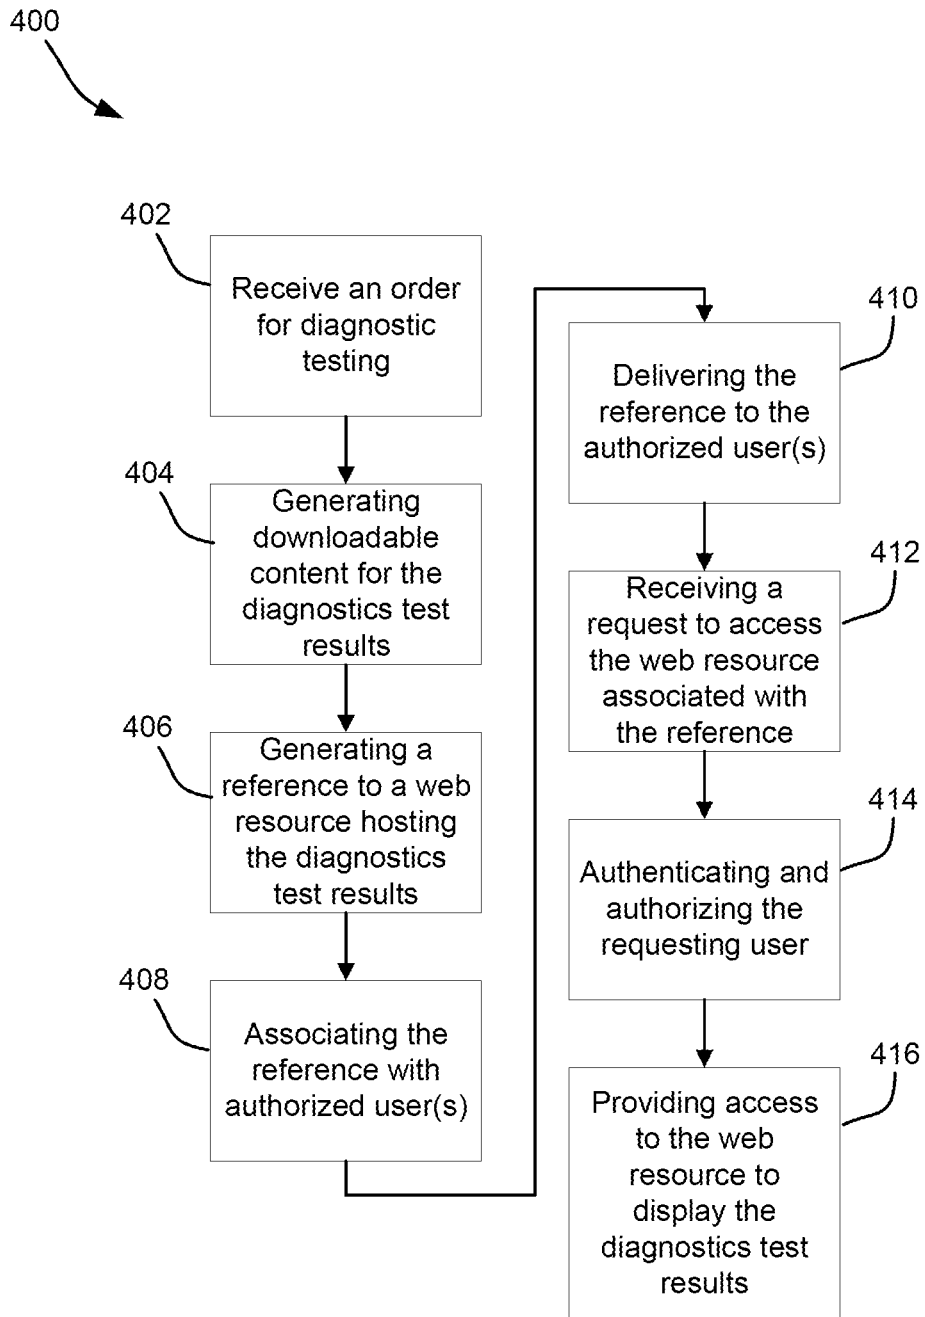 400
402
Receive an order
for diagnostic
testing
404
Generating
downloadable
content for the
diagnostics test
results
406
Generating a
reference to a web
resource hosting
the diagnostics
test results
408
Associating the
reference with
authorized user(s)
410
Delivering the
reference to the
authorized user(s)
412
Receiving a
request to access
the web resource
associated with
the reference
414
Authenticating and
authorizing the
requesting user
416
Providing access
to the web
resource to
display the
diagnostics test
results